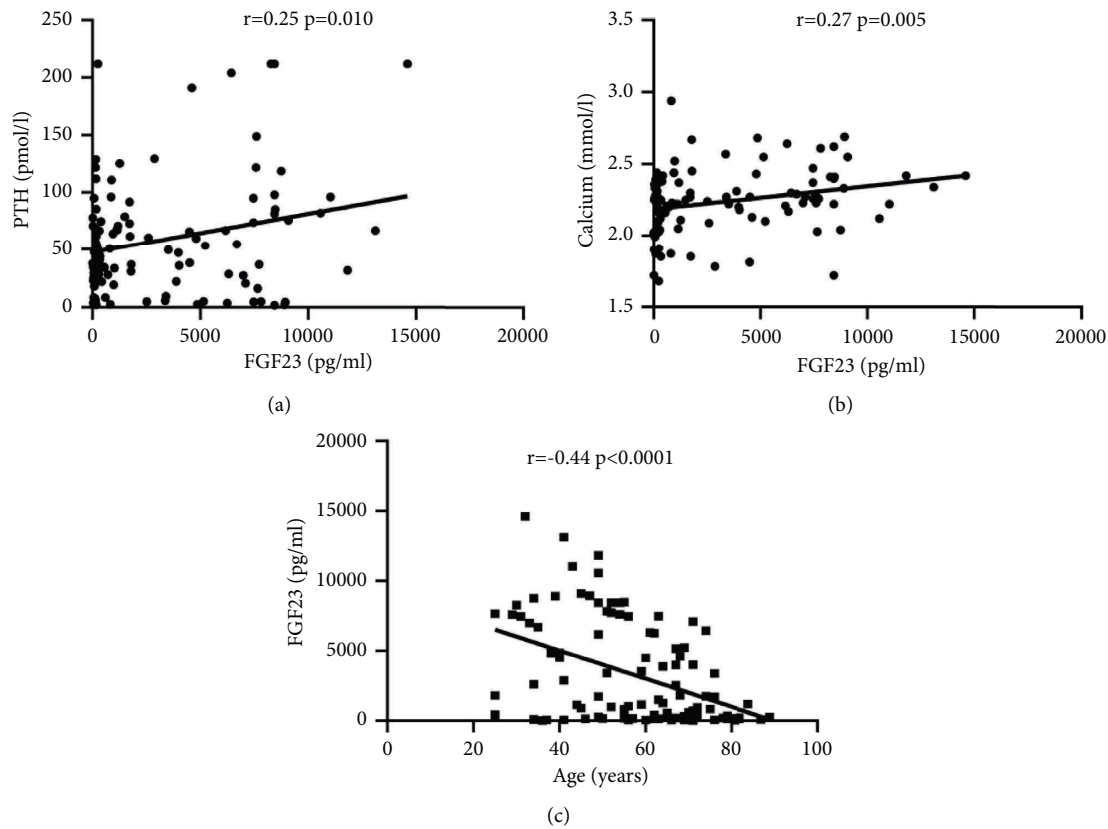 r=0.25 p=0.010
250
200
150
100
50
0
PTH (pmol/l)
0 5000 10000 15000 20000
FGF23 (pg/ml)
(a)
r=0.27 p=0.005
3.5
3.0
2.5
2.0
1.5
Calcium (mmol/l)
0 5000 10000 15000 20000
FGF23 (pg/ml)
(b)
r=-0.44 p<0.0001
20000
15000
10000
5000
0
FGF23 (pg/ml)
0 20 40 60 80 100
Age (years)
(c)